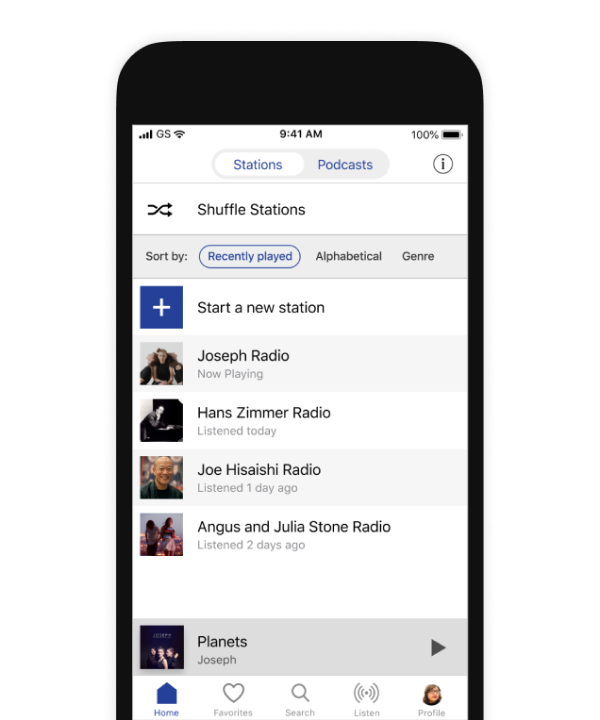 GS 9:41 AM 100%
Stations Podcasts
Shuffle Stations
Sort by: Recently played Alphabetical Genre
Start a new station
Joseph Radio
Now Playing
Hans Zimmer Radio
Listened today
Joe Hisaishi Radio
Listened 1 day ago
Angus and Julia Stone Radio
Listened 2 days ago
Planets
Joseph
Home Favorites Search Listen Profile